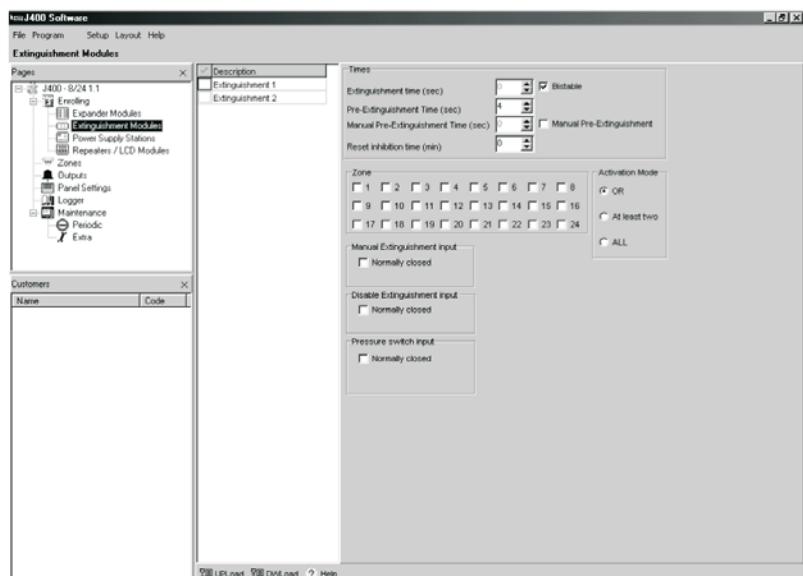 J400 Software
File Program Setup Layout Help
Extinguishment Modules
Pages
J400 - 8/24 1.1
Enrolling
Expander Modules
Extinguishment Modules
Power Supply Stations
Repeaters / LCD Modules
Zones
Outputs
Panel Settings
Logger
Maintenance
Periodic
Extra
Customers
Name Code
Description
Extinguishment 1
Extinguishment 2
Times
Extinguishment time (sec) 0 Bistable
Pre-Extinguishment Time (sec) 4
Manual Pre-Extinguishment Time (sec) 0 Manual Pre-Extinguishment
Reset inhibition time (min) 0
Zone
1 2 3 4 5 6 7 8
9 10 11 12 13 14 15 16
17 18 19 20 21 22 23 24
Activation Mode
OR
At least two
ALL
Manual Extinguishment input
Normally closed
Disable Extinguishment input
Normally closed
Pressure switch input
Normally closed
UPLoad DWLoad ? Help